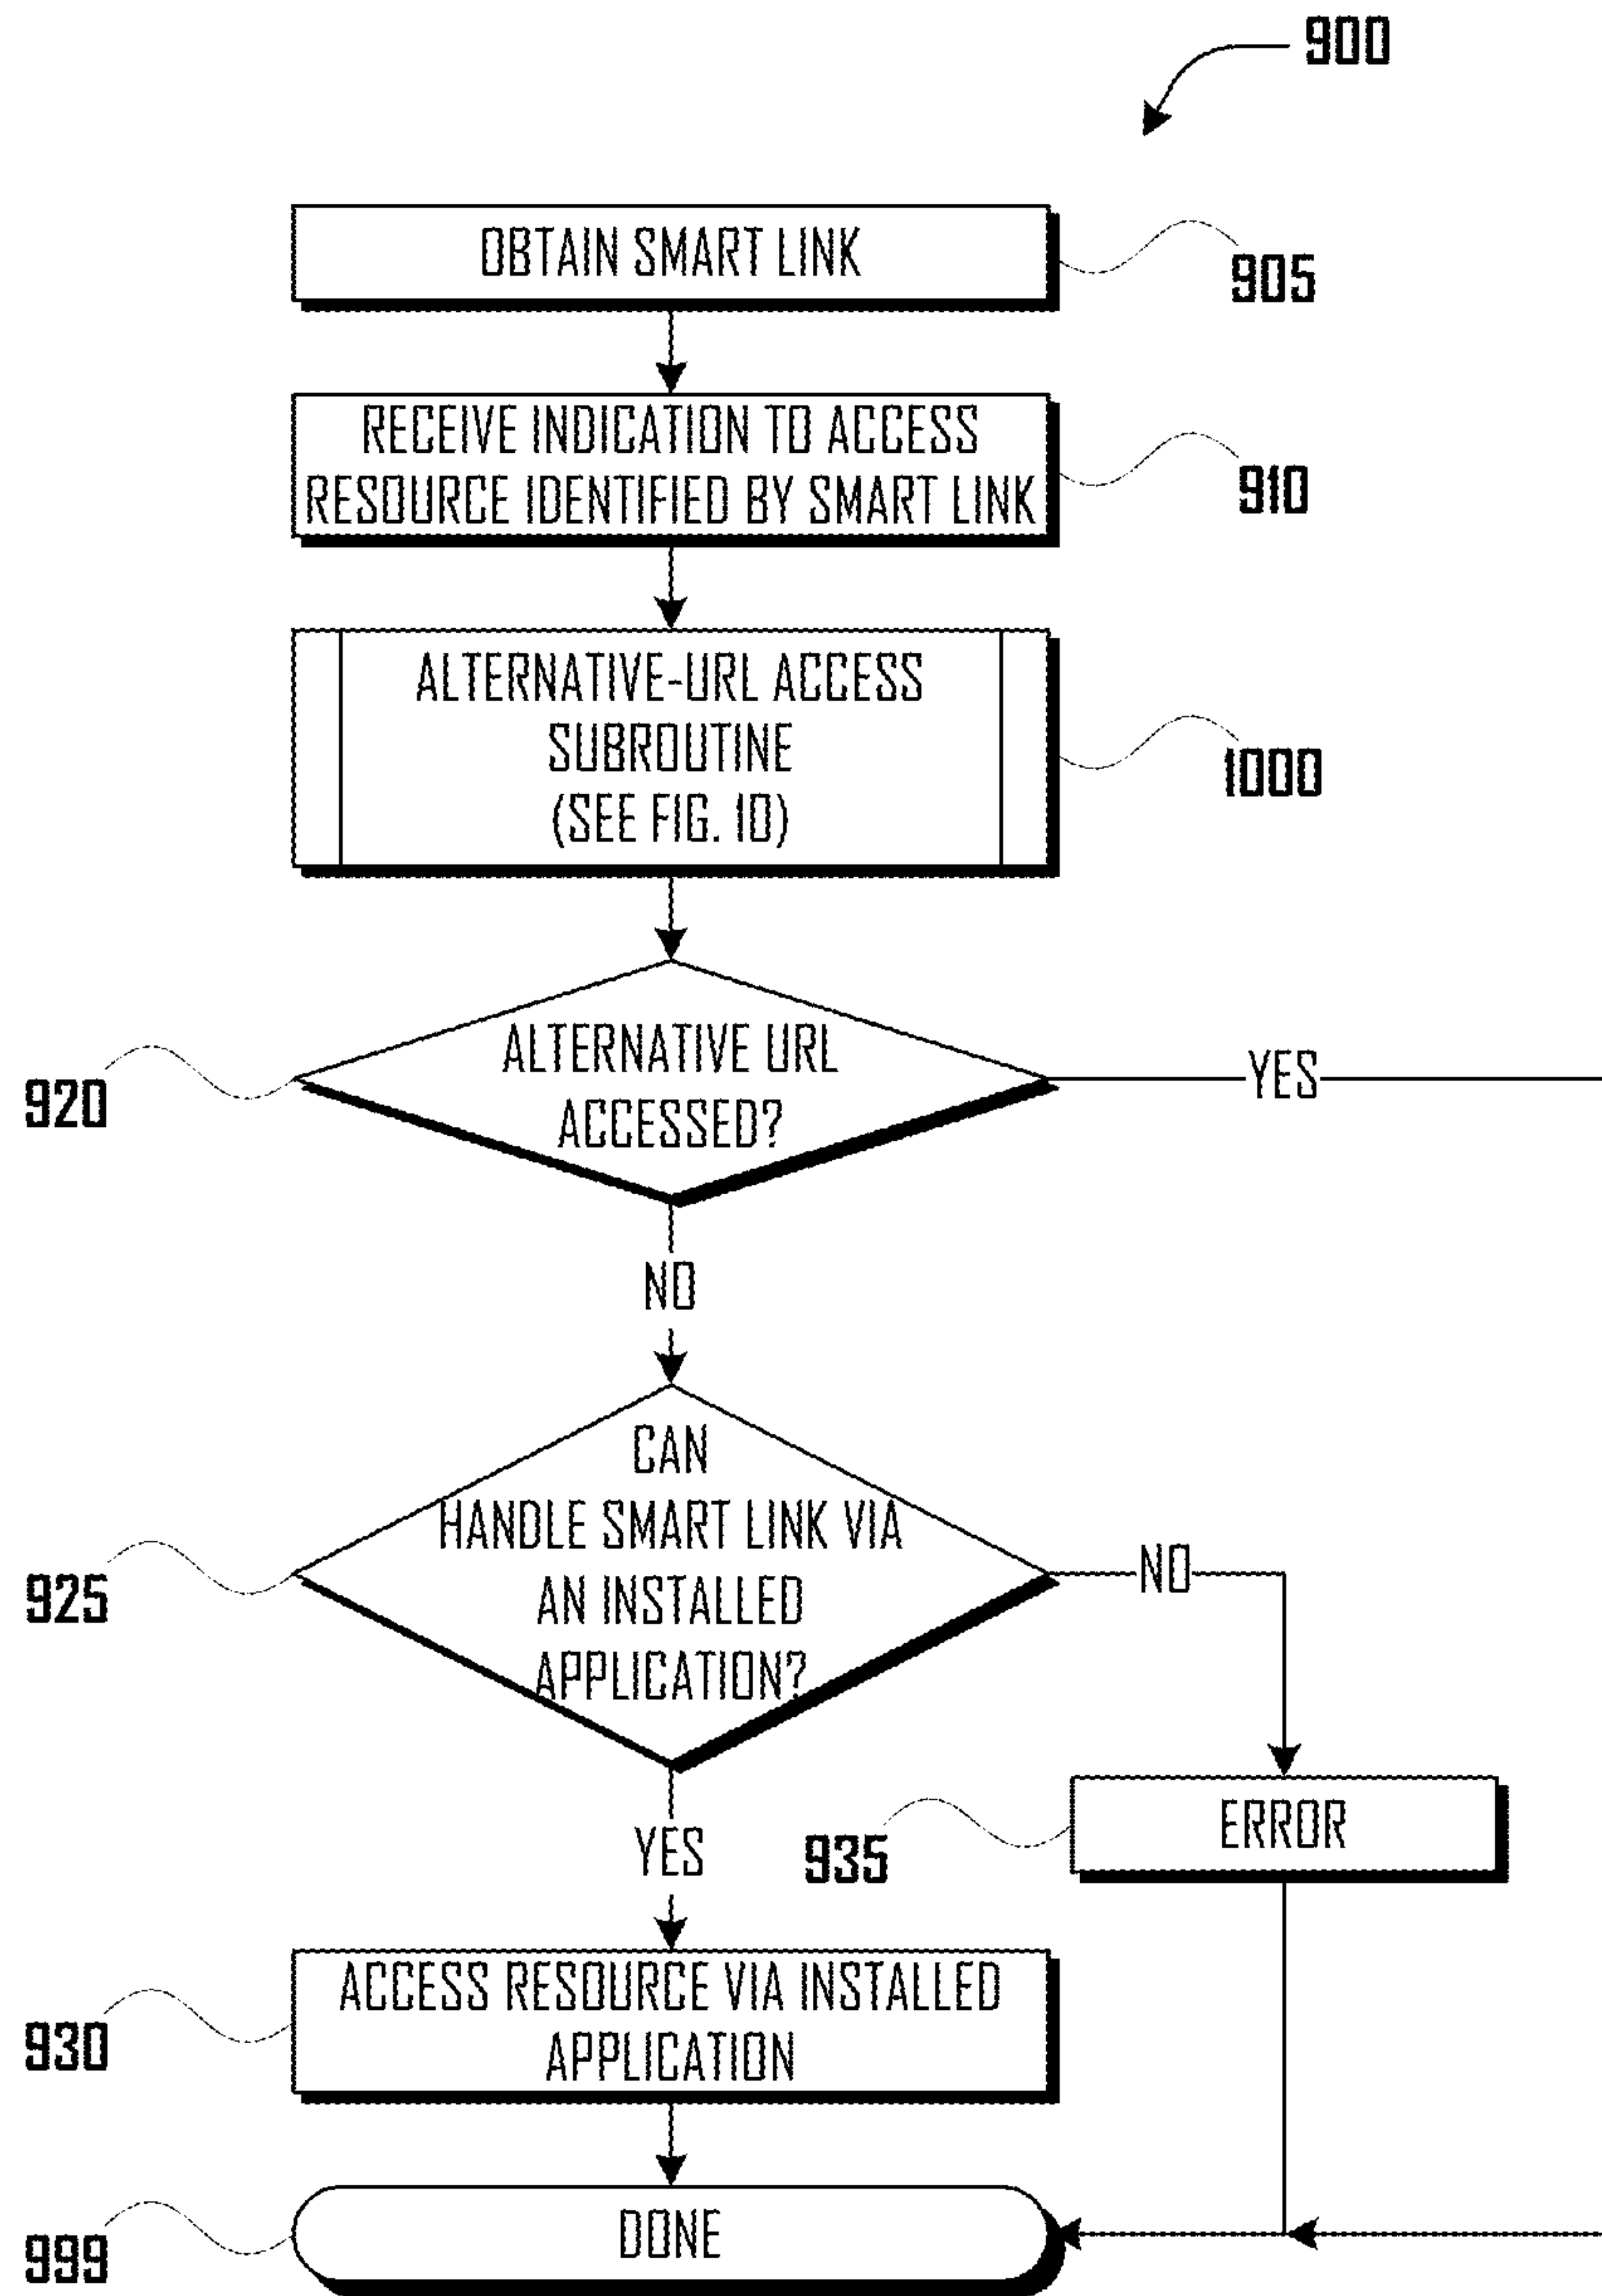 900
OBTAIN SMART LINK
905
RECEIVE INDICATION TO ACCESS
RESOURCE IDENTIFIED BY SMART LINK
910
ALTERNATIVE-URL ACCESS
SUBROUTINE
(SEE FIG. 10)
1000
ALTERNATIVE URL
ACCESSED?
920
YES
NO
CAN
HANDLE SMART LINK VIA
AN INSTALLED
APPLICATION?
925
NO
YES
ERROR
935
ACCESS RESOURCE VIA INSTALLED
APPLICATION
930
DONE
999